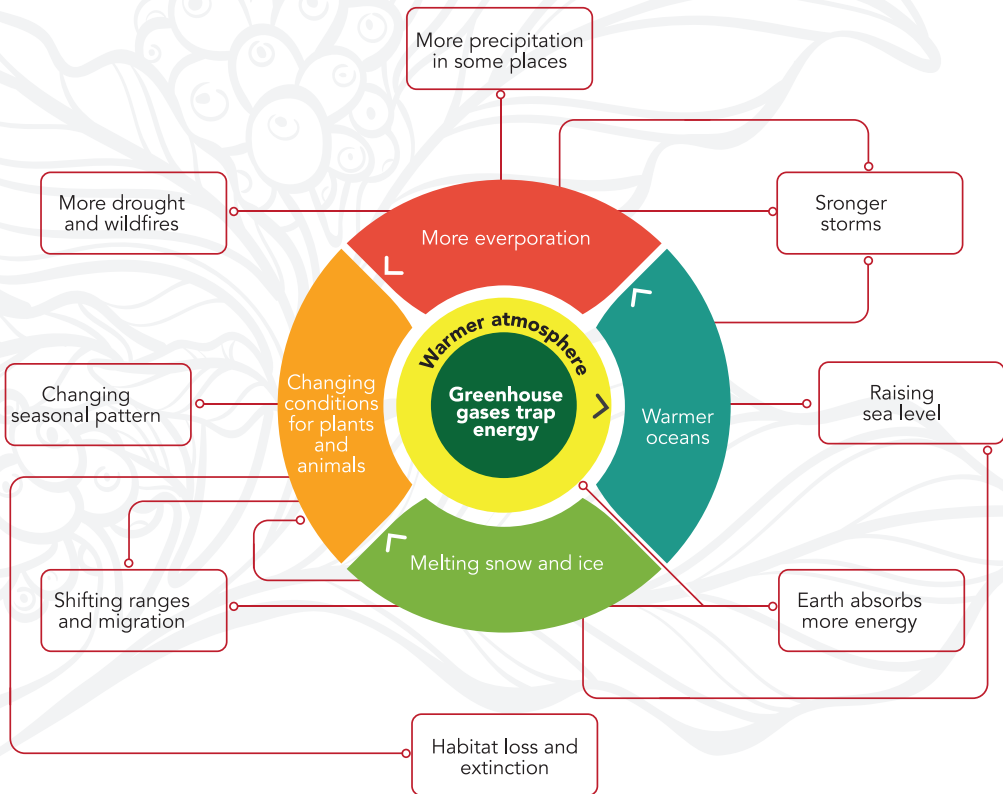 More precipitation
in some places
More drought
and wildfires
Sronger
storms
More everporation
Warmer atmosphere
Greenhouse
gases trap
energy
Changing
seasonal pattern
Changing
conditions
for plants
and
animals
Warmer
oceans
Raising
sea level
Melting snow and ice
Shifting ranges
and migration
Earth absorbs
more energy
Habitat loss and
extinction